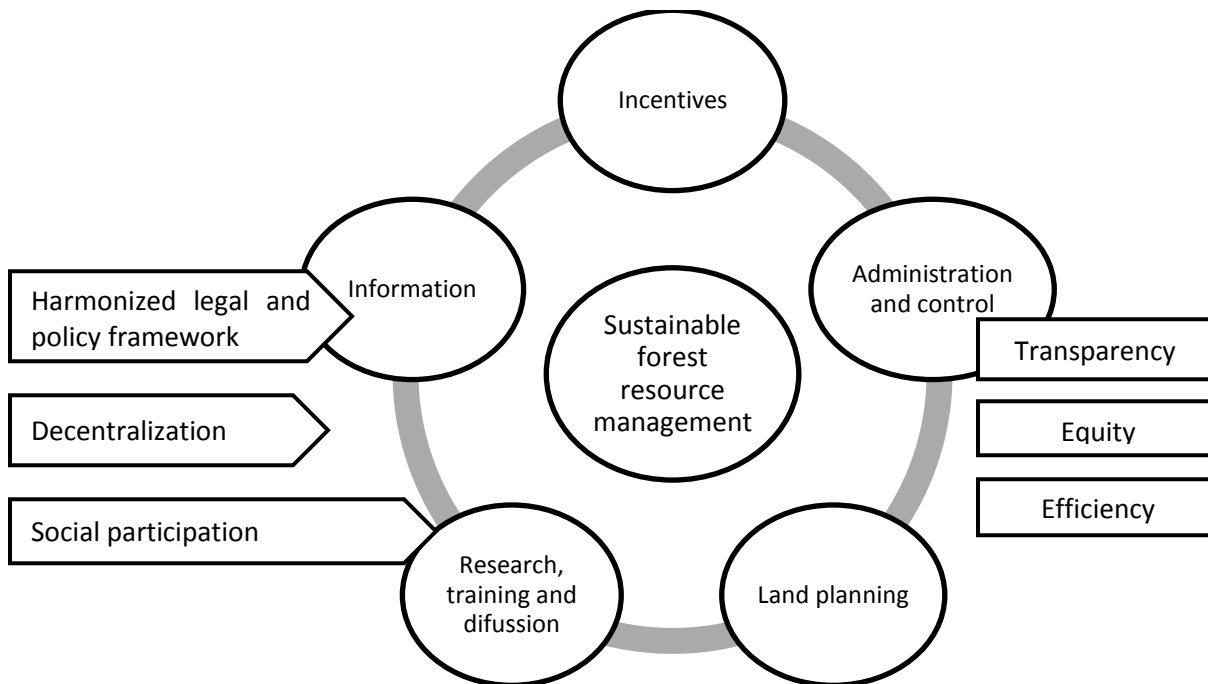 Incentives
Information
Administration
and control
Harmonized legal and
policy framework
Sustainable
forest
resource
management
Transparency
Decentralization
Equity
Social participation
Efficiency
Research,
training and
difussion
Land planning